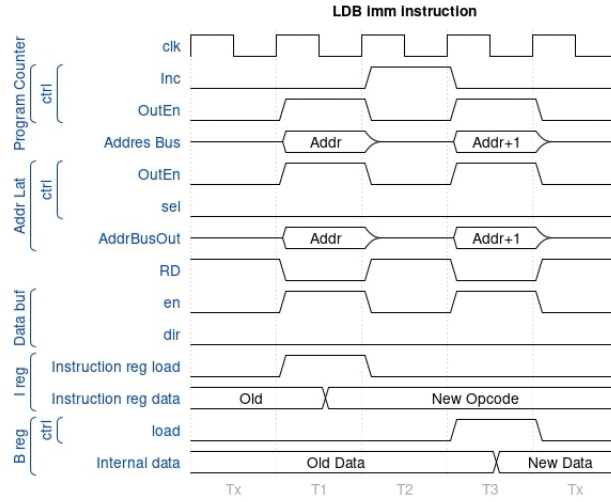 LDB imm instruction
clk
Program Counter
ctrl
Inc
OutEn
Addres Bus Addr Addr+1
Addr Lat
ctrl
OutEn
sel
AddrBusOut Addr Addr+1
RD
Data buf
en
dir
I reg
Instruction reg load
Instruction reg data Old New Opcode
B reg
ctrl
load
Internal data Old Data New Data
Tx T1 T2 T3 Tx